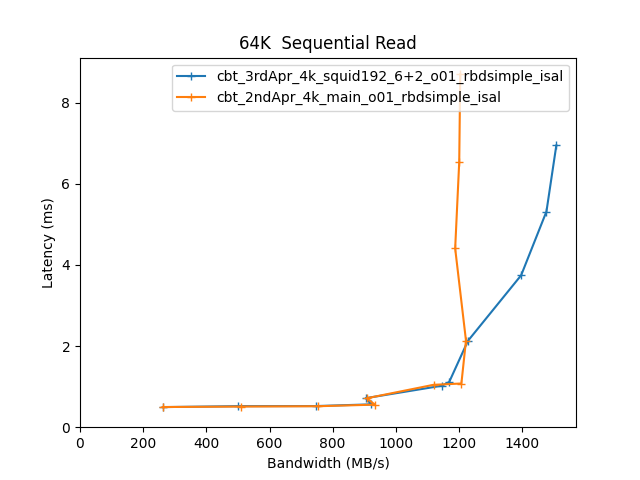 64K  Sequential Read
cbt_3rdApr_4k_squid192_6+2_o01_rbdsimple_isal
cbt_2ndApr_4k_main_o01_rbdsimple_isal
Latency (ms)
8
6
4
2
0
0 200 400 600 800 1000 1200 1400
Bandwidth (MB/s)